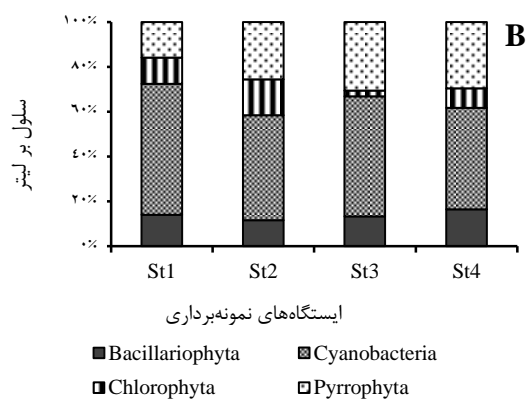 B
۱۰۰%
۸۰%
۶۰%
۴۰%
۲۰%
۰%
سلول بر لیتر
St1 St2 St3 St4
ایستگاه‌های نمونه‌برداری
Bacillariophyta Cyanobacteria
Chlorophyta Pyrrophyta